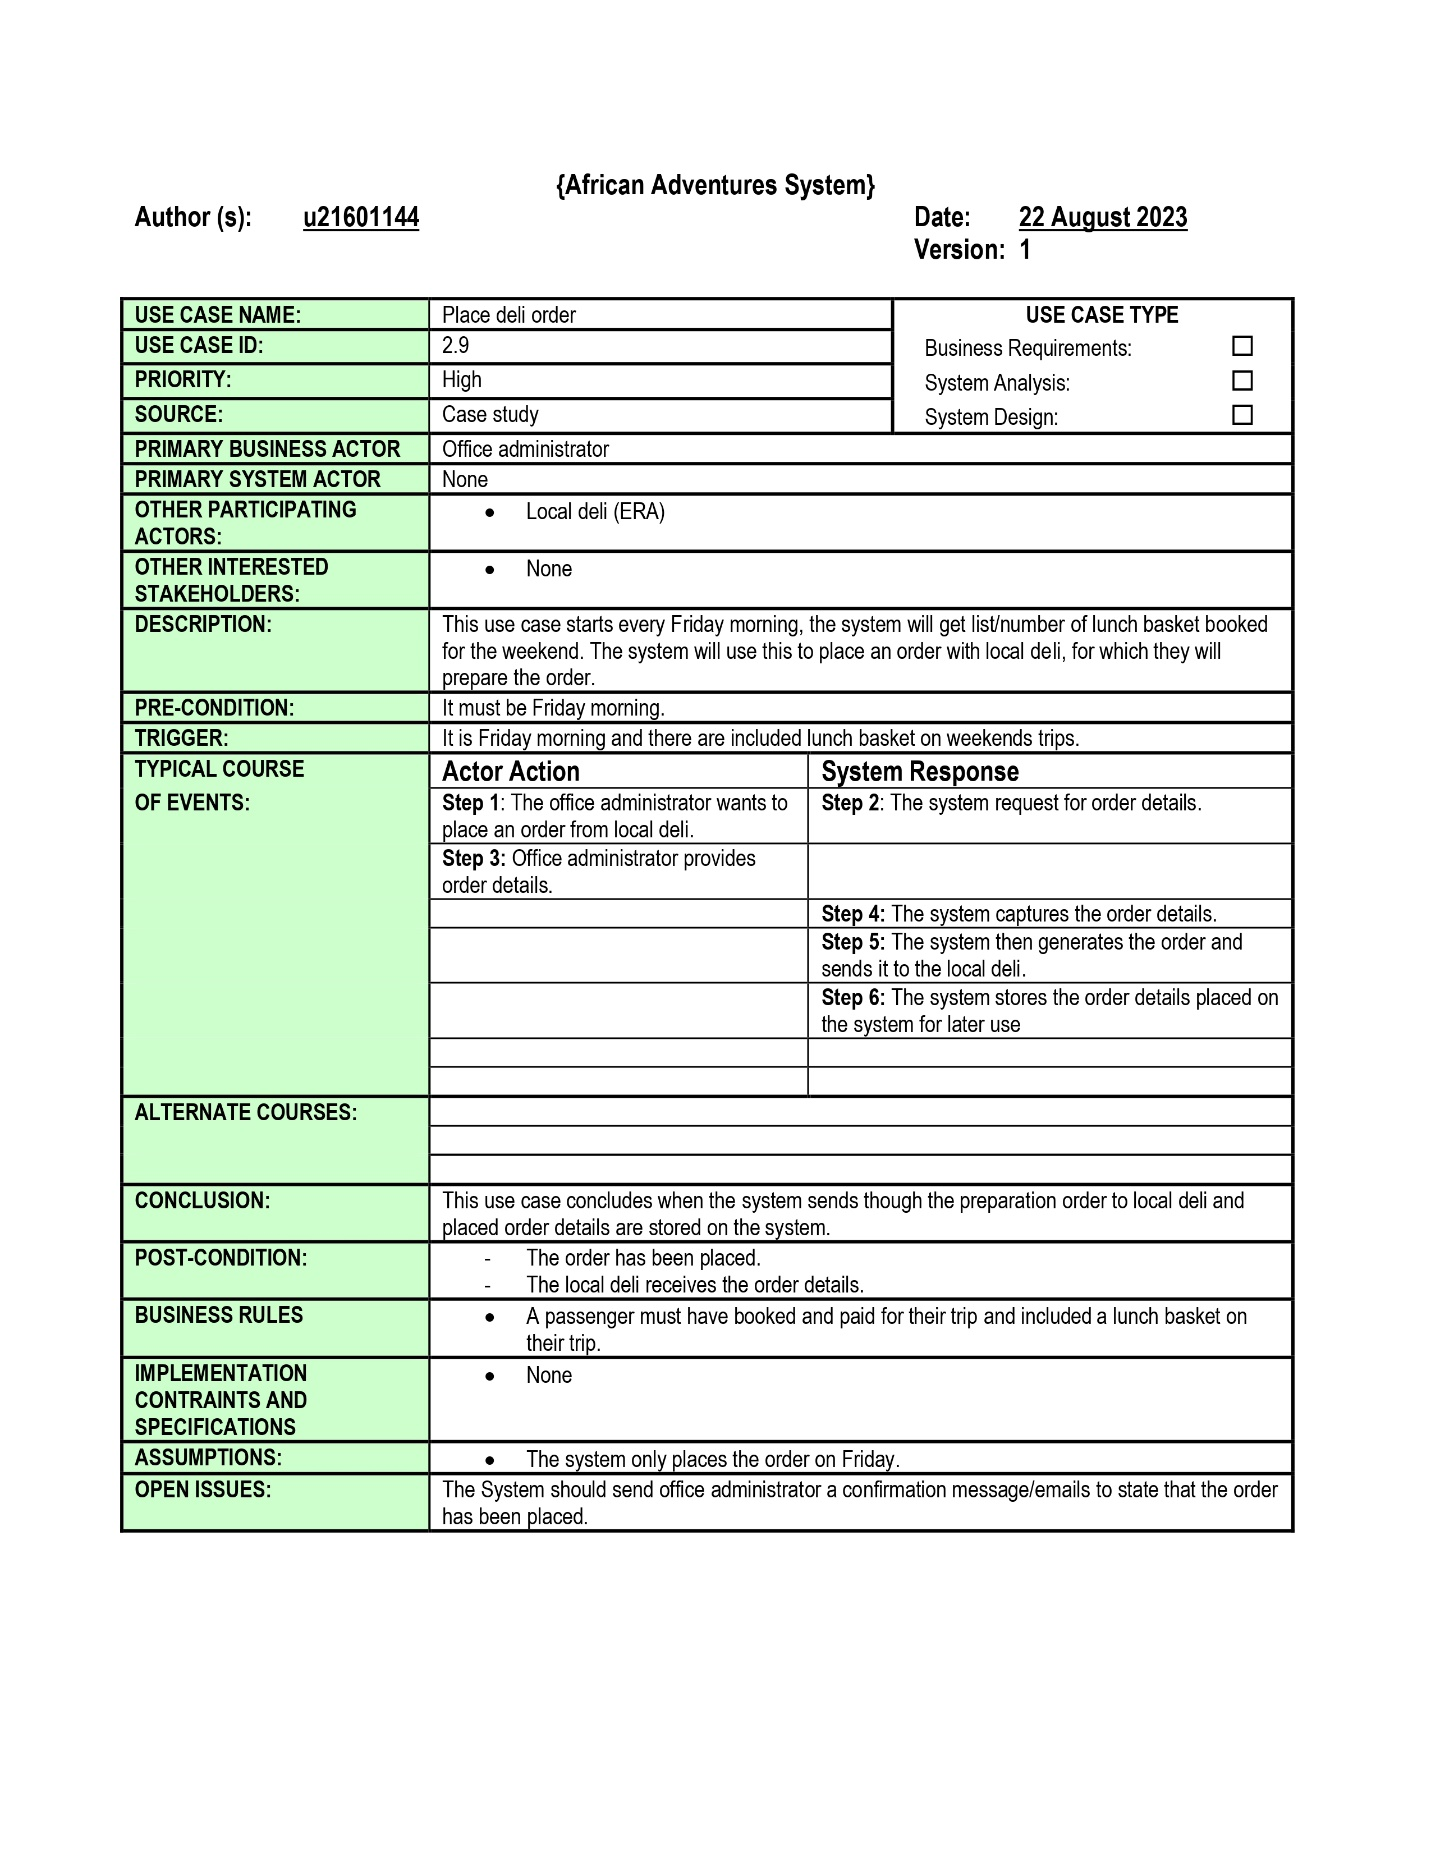 {African Adventures System}
Author (s): u21601144 Date: 22 August 2023
Version: 1
USE CASE NAME: Place deli order USE CASE TYPE
USE CASE ID: 2.9 Business Requirements: ☐
PRIORITY: High System Analysis: ☐
SOURCE: Case study System Design: ☐
PRIMARY BUSINESS ACTOR Office administrator
PRIMARY SYSTEM ACTOR None
OTHER PARTICIPATING ● Local deli (ERA)
ACTORS:
OTHER INTERESTED ● None
STAKEHOLDERS:
DESCRIPTION: This use case starts every Friday morning, the system will get list/number of lunch basket booked
for the weekend. The system will use this to place an order with local deli, for which they will
prepare the order.
PRE-CONDITION: It must be Friday morning.
TRIGGER: It is Friday morning and there are included lunch basket on weekends trips.
TYPICAL COURSE Actor Action System Response
OF EVENTS: Step 1: The office administrator wants to Step 2: The system request for order details.
place an order from local deli.
Step 3: Office administrator provides
order details.
Step 4: The system captures the order details.
Step 5: The system then generates the order and
sends it to the local deli.
Step 6: The system stores the order details placed on
the system for later use
ALTERNATE COURSES:
CONCLUSION: This use case concludes when the system sends though the preparation order to local deli and
placed order details are stored on the system.
POST-CONDITION: - The order has been placed.
- The local deli receives the order details.
BUSINESS RULES ● A passenger must have booked and paid for their trip and included a lunch basket on
their trip.
IMPLEMENTATION ● None
CONTRAINTS AND
SPECIFICATIONS
ASSUMPTIONS: ● The system only places the order on Friday.
OPEN ISSUES: The System should send office administrator a confirmation message/emails to state that the order
has been placed.